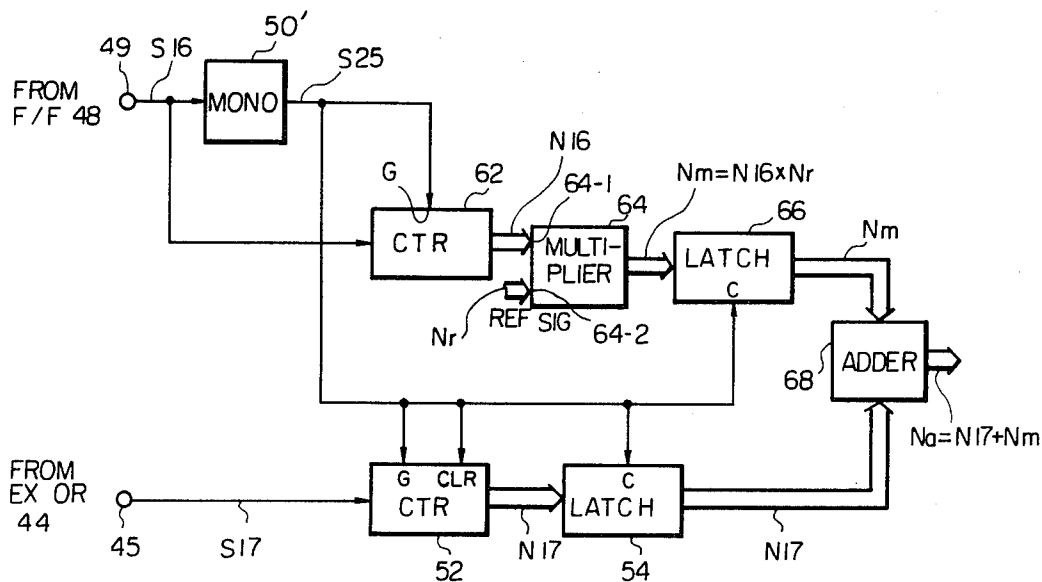 50'
49
S16
S25
FROM
F/F 48
MONO
N16
G
62
64-1
Nm=N16×Nr
64
66
Nm
CTR
MULTI-
PLIER
LATCH
C
Nr
REF SIG
64-2
68
ADDER
Na=N17+Nm
FROM
EX OR
44
G
CLR
C
CTR
LATCH
45
S17
52
N17
54
N17